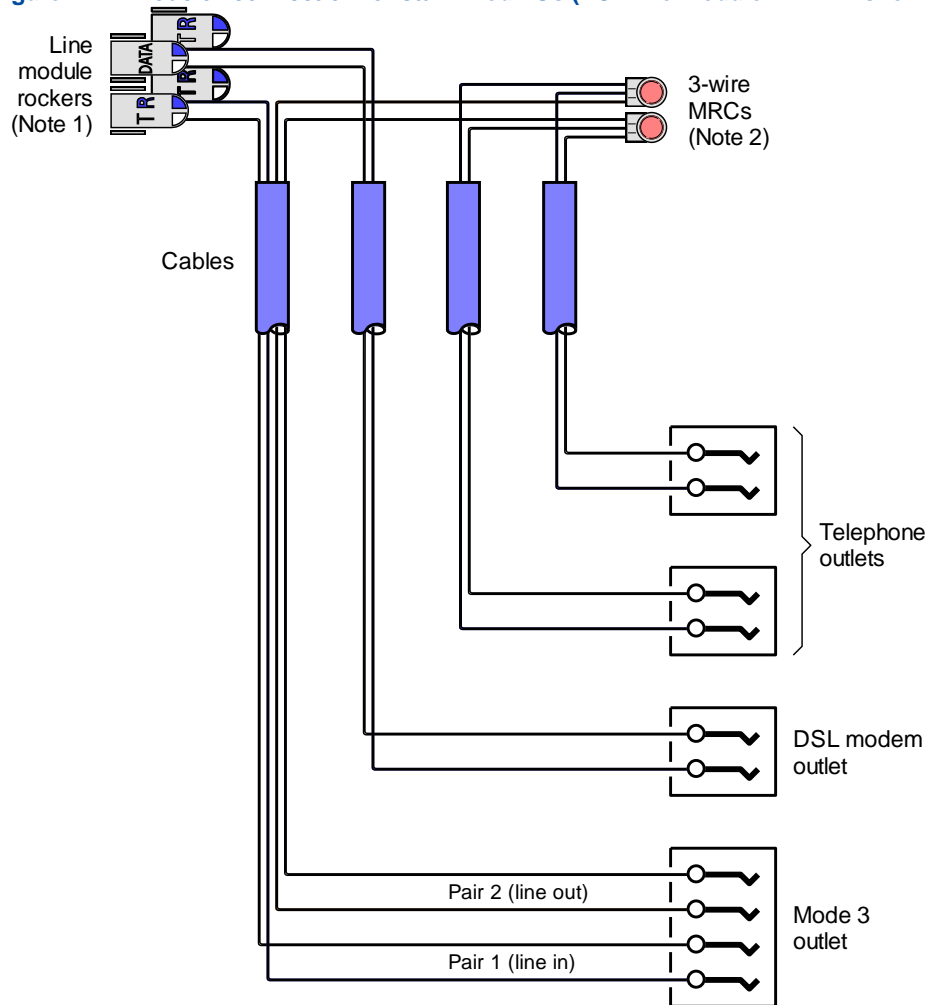 Line
module
rockers
(Note 1)
T R
DATA
T R
T R
3-wire
MRCs
(Note 2)
Cables
Telephone
outlets
DSL modem
outlet
Pair 2 (line out)
Mode 3
outlet
Pair 1 (line in)